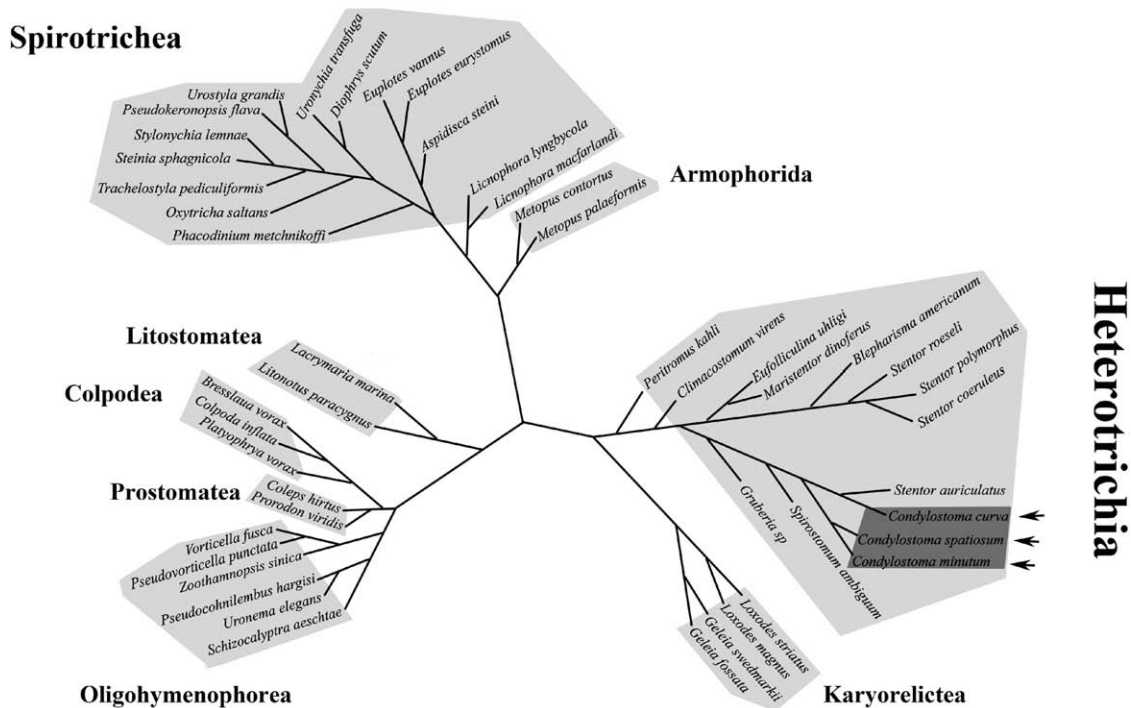 Spirotrichea
Urostyla grandis
Pseudokeronopsis flava
Stylonychia lemnae
Steinia sphagnicola
Trachelostyla pediculiformis
Oxytricha saltans
Phacodinium metchnikoffi
Uronychia transfuga
Diophrys scutum
Euplotes vannus
Euplotes eurystomus
Aspidisca steini
Licnophora lyngbycola
Licnophora macfarlandi
Metopus contortus
Metopus palaeformis
Armophorida
Litostomatea
Lacrymaria marina
Litonotus paracygnus
Colpodea
Bresslaua vorax
Colpoda inflata
Platyophrya vorax
Prostomatea
Coleps hirtus
Prorodon viridis
Vorticella fusca
Pseudovorticella punctata
Zoothamnopsis sinica
Pseudocohnilembus hargisi
Uronema elegans
Schizocalyptra aeschtae
Oligohymenophorea
Heterotrichia
Peritromus kahli
Climacostomum virens
Eufolliculina uhligi
Maristentor dinoferus
Blepharisma americanum
Stentor roeseli
Stentor polymorphus
Stentor coeruleus
Stentor auriculatus
Condylostoma curva
Condylostoma spatiosum
Condylostoma minutum
Spirostomum ambiguum
Gruberia sp
Loxodes striatus
Loxodes magnus
Geleia swedmarkii
Geleia fossata
Karyorelictea